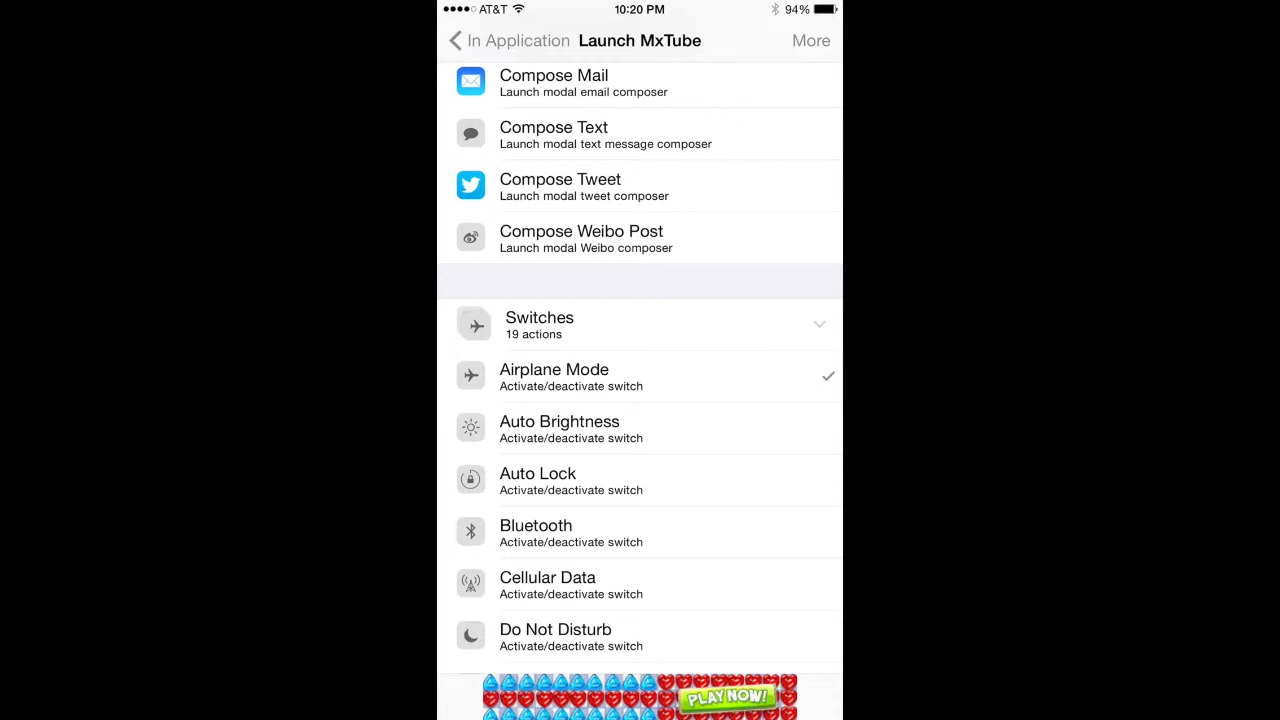 AT&T 10:20 PM 94%
In Application Launch MxTube More
Compose Mail
Launch modal email composer
Compose Text
Launch modal text message composer
Compose Tweet
Launch modal tweet composer
Compose Weibo Post
Launch modal Weibo composer
Switches
19 actions
Airplane Mode
Activate/deactivate switch
Auto Brightness
Activate/deactivate switch
Auto Lock
Activate/deactivate switch
Bluetooth
Activate/deactivate switch
Cellular Data
Activate/deactivate switch
Do Not Disturb
Activate/deactivate switch
PLAY NOW!